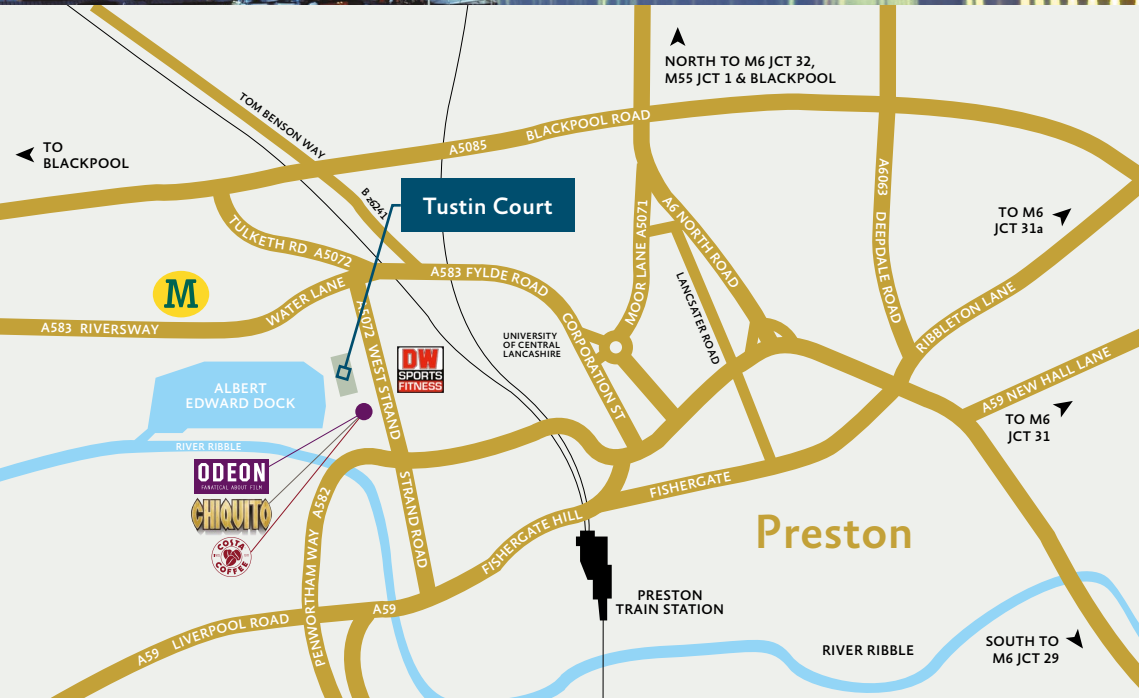 NORTH TO M6 JCT 32,
M55 JCT 1 & BLACKPOOL
TO
BLACKPOOL
TOM BENSON WAY
A5085
BLACKPOOL ROAD
B 26241
Tustin Court
TULKETH RD A5072
A583 FYLDE ROAD
MOOR LANE A5071
A6 NORTH ROAD
A6063 DEEPDALE ROAD
TO M6
JCT 31a
M
WATER LANE
A583 RIVERSWAY
A5072 WEST STRAND
LANCSATER ROAD
RIBBLETON LANE
UNIVERSITY
OF CENTRAL
LANCASHIRE
CORPORATION ST
DW
SPORTS
FITNESS
ALBERT
EDWARD DOCK
A59 NEW HALL LANE
TO M6
JCT 31
RIVER RIBBLE
ODEON
FANATICAL ABOUT FILM
CHIQUITO
COSTA
COFFEE
A582
PENWORTHAM WAY
STRAND ROAD
FISHERGATE
FISHERGATE HILL
Preston
PRESTON
TRAIN STATION
A59
A59 LIVERPOOL ROAD
RIVER RIBBLE
SOUTH TO
M6 JCT 29